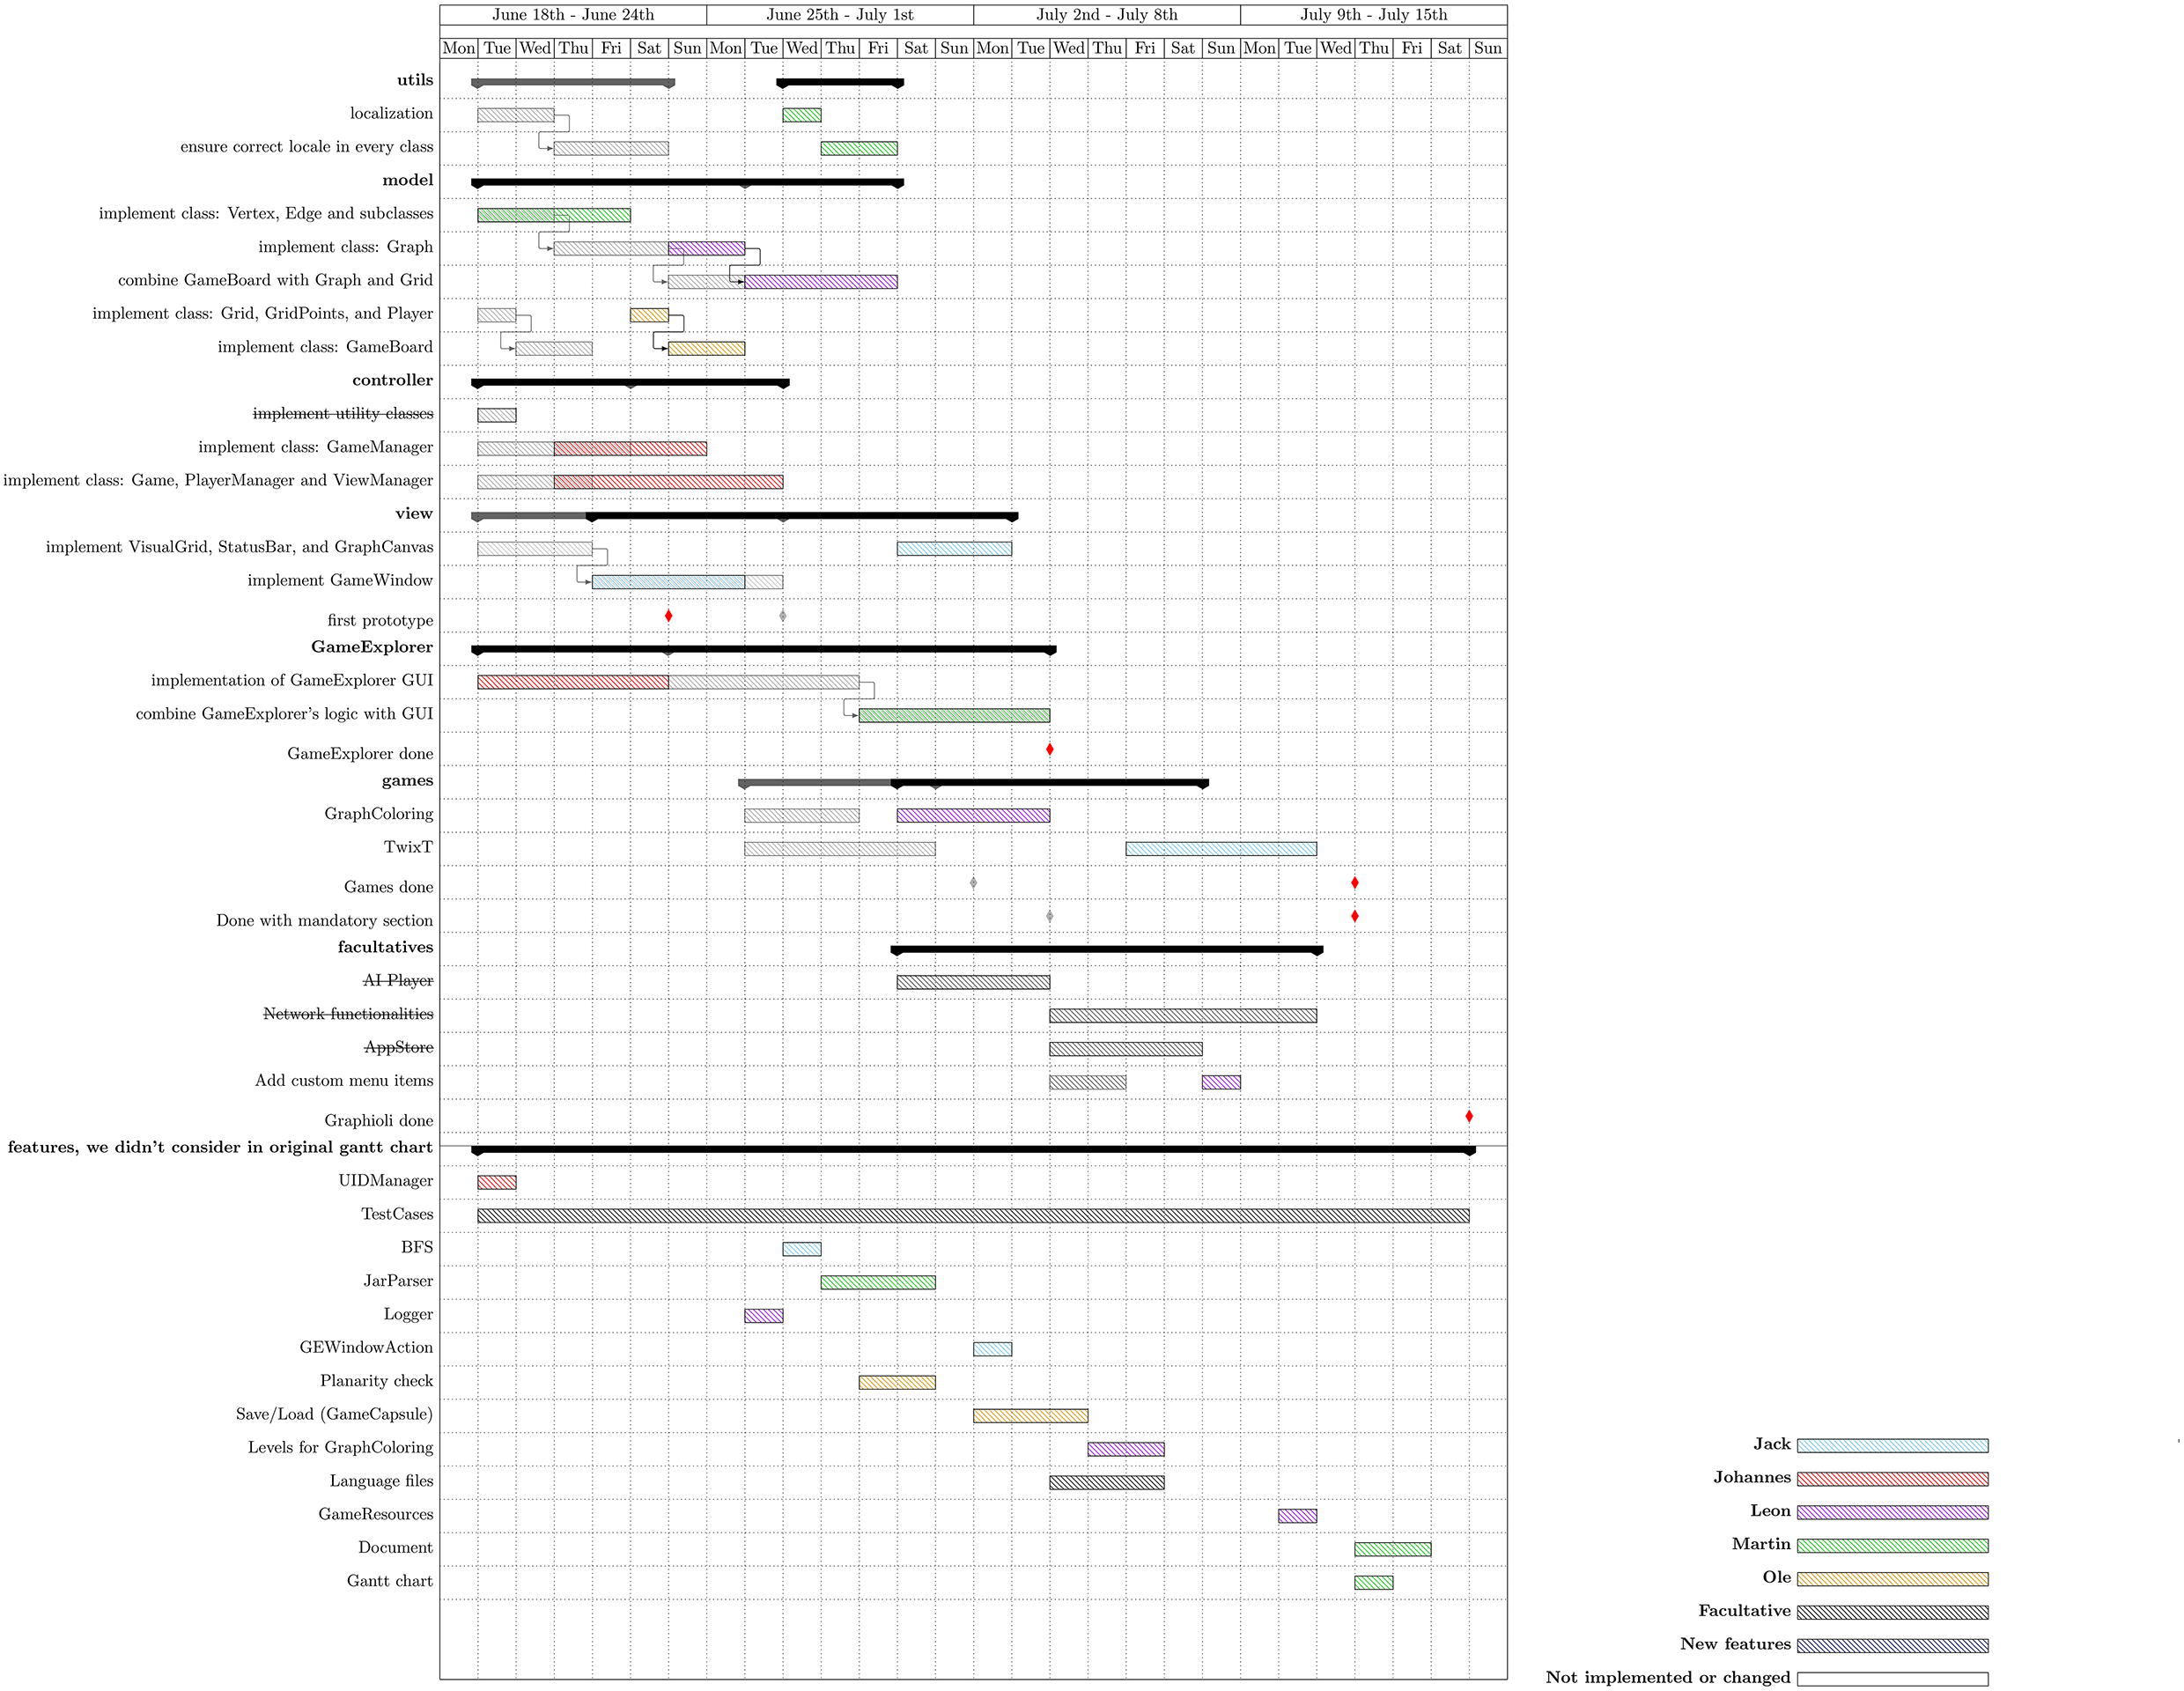 June 18th - June 24th June 25th - July 1st July 2nd - July 8th July 9th - July 15th
Mon Tue Wed Thu Fri Sat Sun Mon Tue Wed Thu Fri Sat Sun Mon Tue Wed Thu Fri Sat Sun Mon Tue Wed Thu Fri Sat Sun
utils
localization
ensure correct locale in every class
model
implement class: Vertex, Edge and subclasses
implement class: Graph
combine GameBoard with Graph and Grid
implement class: Grid, GridPoints, and Player
implement class: GameBoard
controller
implement utility classes
implement class: GameManager
implement class: Game, PlayerManager and ViewManager
view
implement VisualGrid, StatusBar, and GraphCanvas
implement GameWindow
first prototype
GameExplorer
implementation of GameExplorer GUI
combine GameExplorer's logic with GUI
GameExplorer done
games
GraphColoring
TwixT
Games done
Done with mandatory section
facultatives
AI Player
Network functionalities
AppStore
Add custom menu items
Graphioli done
features, we didn't consider in original gantt chart
UIDManager
TestCases
BFS
JarParser
Logger
GEWindowAction
Planarity check
Save/Load (GameCapsule)
Levels for GraphColoring
Language files
GameResources
Document
Gantt chart
Jack
Johannes
Leon
Martin
Ole
Facultative
New features
Not implemented or changed